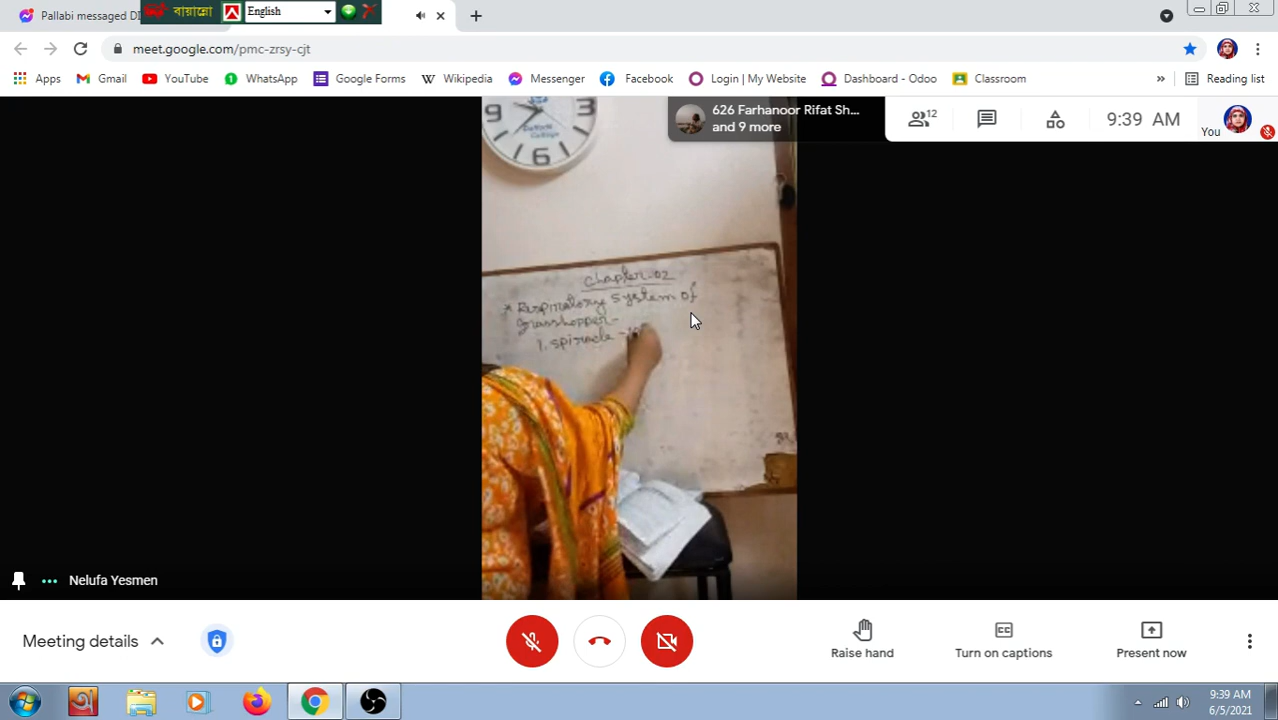 Pallabi messaged
বায়ান্নো
English
meet.google.com/pmc-zrsy-cjt
Apps
Gmail
YouTube
WhatsApp
Google Forms
Wikipedia
Messenger
Facebook
Login | My Website
Dashboard - Odoo
Classroom
»
Reading list
9
3
6
626 Farhanoor Rifat Sh...
and 9 more
12
9:39 AM
You
Chapter-02
* Respiratory System of
Grasshopper-
1. Spiracle -
Nelufa Yesmen
Meeting details
Raise hand
Turn on captions
Present now
9:39 AM
6/5/2021